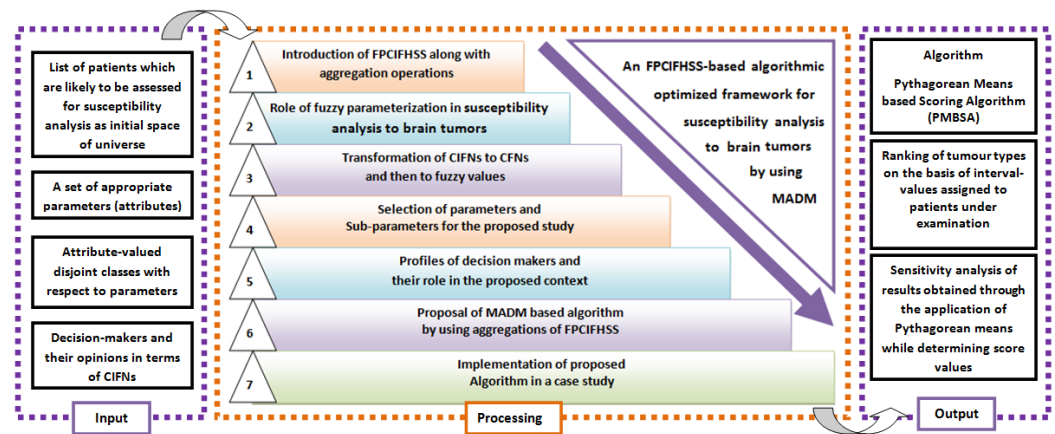 List of patients which
are likely to be assessed
for susceptibility
analysis as initial space
of universe
A set of appropriate
parameters (attributes)
Attribute-valued
disjoint classes with
respect to parameters
Decision-makers and
their opinions in terms
of CIFNs
Input
1
Introduction of FPCIFHSS along with
aggregation operations
2
Role of fuzzy parameterization in susceptibility
analysis to brain tumors
3
Transformation of CIFNs to CFNs
and then to fuzzy values
4
Selection of parameters and
Sub-parameters for the proposed study
5
Profiles of decision makers and
their role in the proposed context
6
Proposal of MADM based algorithm
by using aggregations of FPCIFHSS
7
Implementation of proposed
Algorithm in a case study
An FPCIFHSS-based algorithmic
optimized framework for
susceptibility analysis
to brain tumors
by using
MADM
Processing
Algorithm
Pythagorean Means
based Scoring Algorithm
(PMBSA)
Ranking of tumour types
on the basis of interval-
values assigned to
patients under
examination
Sensitivity analysis of
results obtained through
the application of
Pythagorean means
while determining score
values
Output